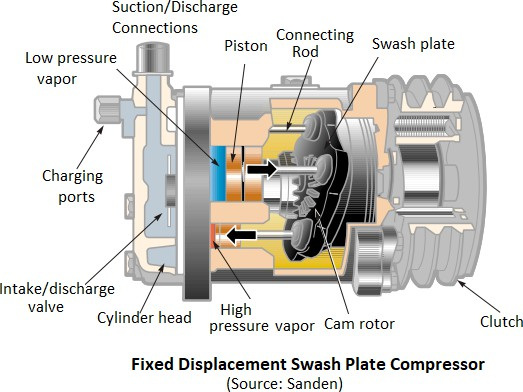 Suction/Discharge
Connections
Low pressure
vapor
Piston
Connecting
Rod
Swash plate
Charging
ports
Intake/discharge
valve
Cylinder head
High
pressure vapor
Cam rotor
Clutch
Fixed Displacement Swash Plate Compressor
(Source: Sanden)